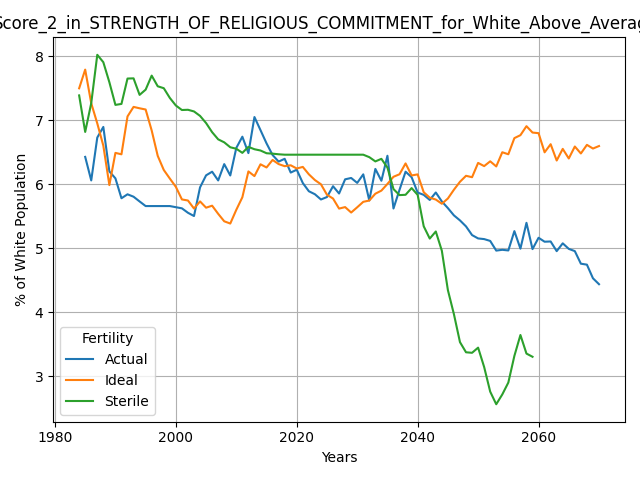 Score_2_in_STRENGTH_OF_RELIGIOUS_COMMITMENT_for_White_Above_Averag
8
7
6
5
4
3
% of White Population
Fertility
Actual
Ideal
Sterile
1980
2000
2020
2040
2060
Years